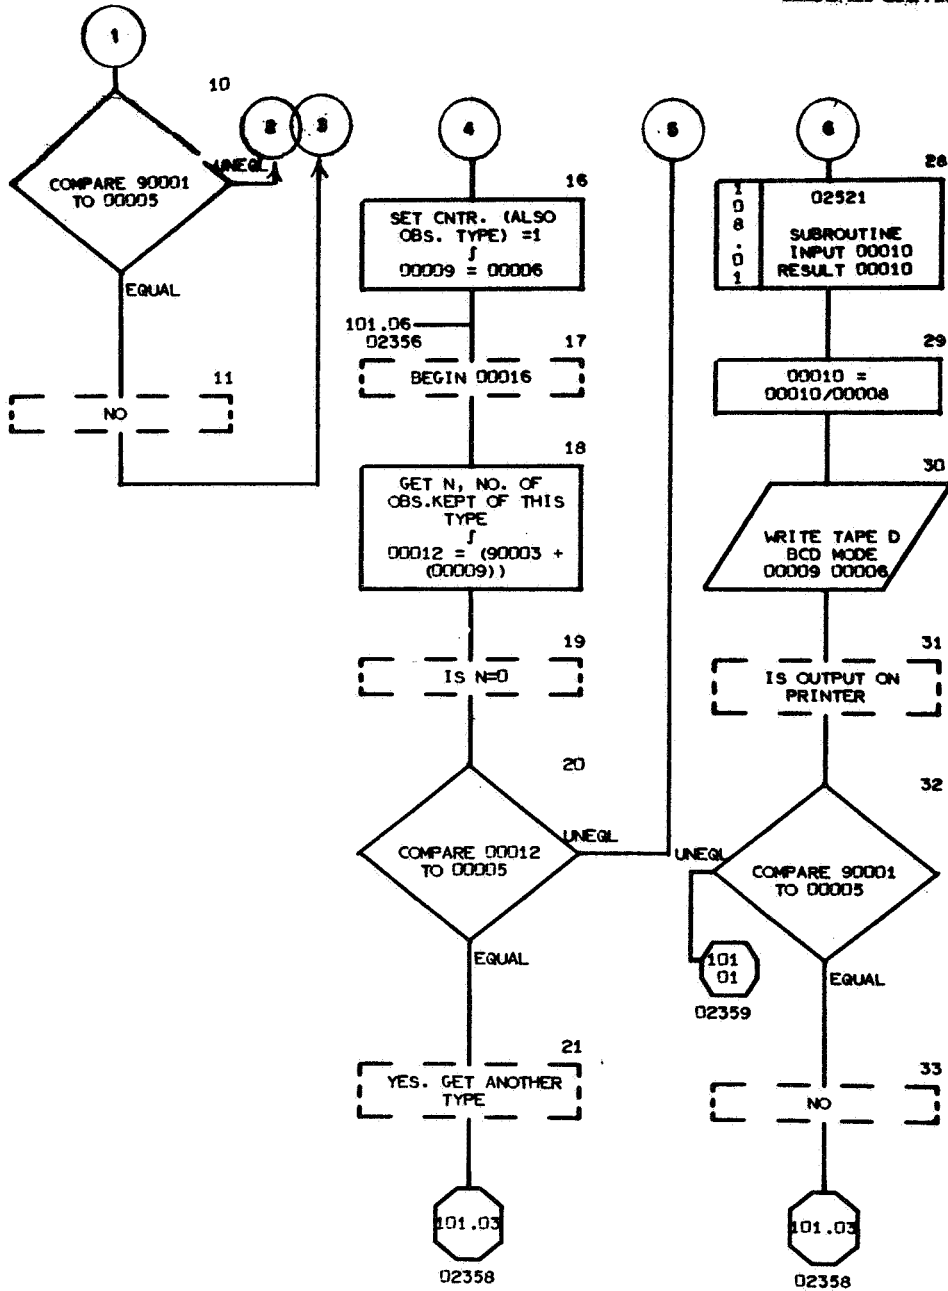 1
10
UNEQL
COMPARE 90001
TO 00005
EQUAL
11
NO
2
3
4
16
SET CNTR. (ALSO
OBS. TYPE) =1
∫
00009 = 00006
101.06
02356
17
BEGIN 00016
18
GET N, NO. OF
OBS.KEPT OF THIS
TYPE
∫
00012 = (90003 +
(00009))
19
IS N=0
20
UNEQL
COMPARE 00012
TO 00005
EQUAL
21
YES. GET ANOTHER
TYPE
101.03
02358
5
6
28
108.01
02521
SUBROUTINE
INPUT 00010
RESULT 00010
29
00010 =
00010/00008
30
WRITE TAPE D
BCD MODE
00009 00006
31
IS OUTPUT ON
PRINTER
32
UNEQL
COMPARE 90001
TO 00005
101
01
02359
EQUAL
33
NO
101.03
02358